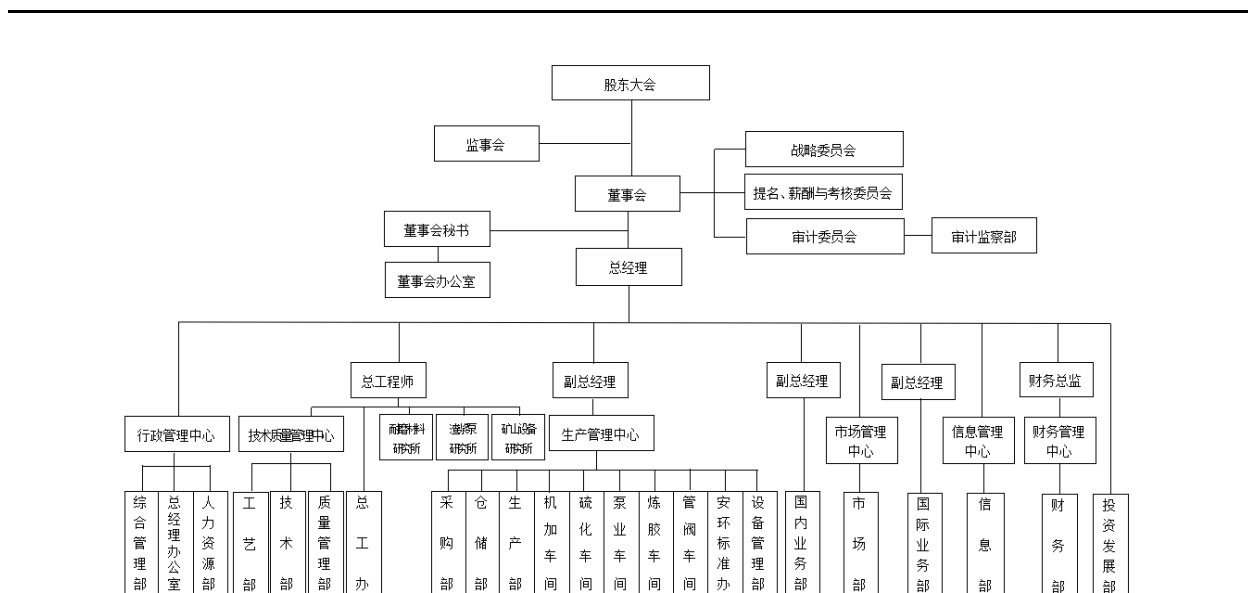 股东大会
监事会
战略委员会
董事会
提名、薪酬与考核委员会
董事会秘书
审计委员会
审计监察部
总经理
董事会办公室
总工程师
副总经理
副总经理
副总经理
财务总监
行政管理中心
技术质量管理中心
耐磨材料
研究所
渣浆泵
研究所
矿山设备
研究所
生产管理中心
市场管理
中心
信息管理
中心
财务管理
中心
综合管理部
总经理办公室
人力资源部
工艺部
技术部
质量管理部
总工办
采购部
仓储部
生产部
机加车间
硫化车间
泵业车间
炼胶车间
管阀车间
安环标准办
设备管理部
国内业务部
市场部
国际业务部
信息部
财务部
投资发展部